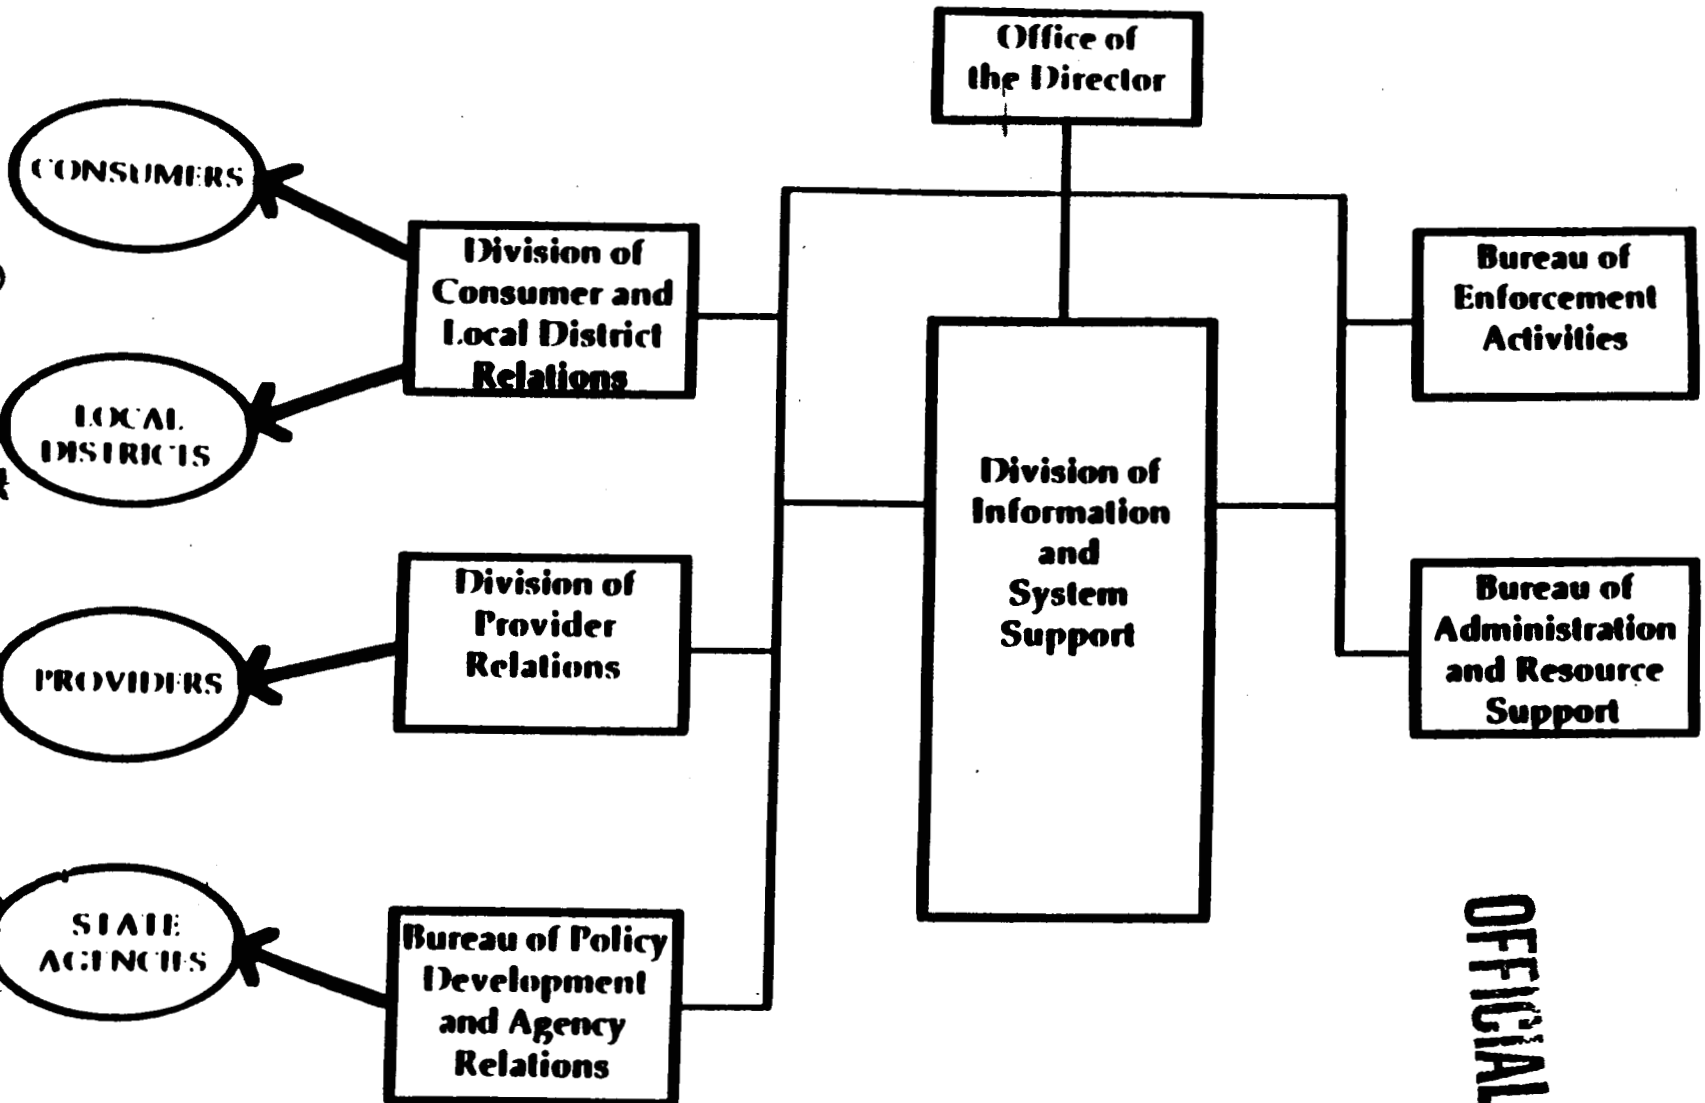 Office of
the Director
CONSUMERS
Division of
Consumer and
Local District
Relations
Bureau of
Enforcement
Activities
LOCAL
DISTRICTS
Division of
Information
and
System
Support
Division of
Provider
Relations
PROVIDERS
Bureau of
Administration
and Resource
Support
STATE
AGENCIES
Bureau of Policy
Development
and Agency
Relations
OFFICIAL